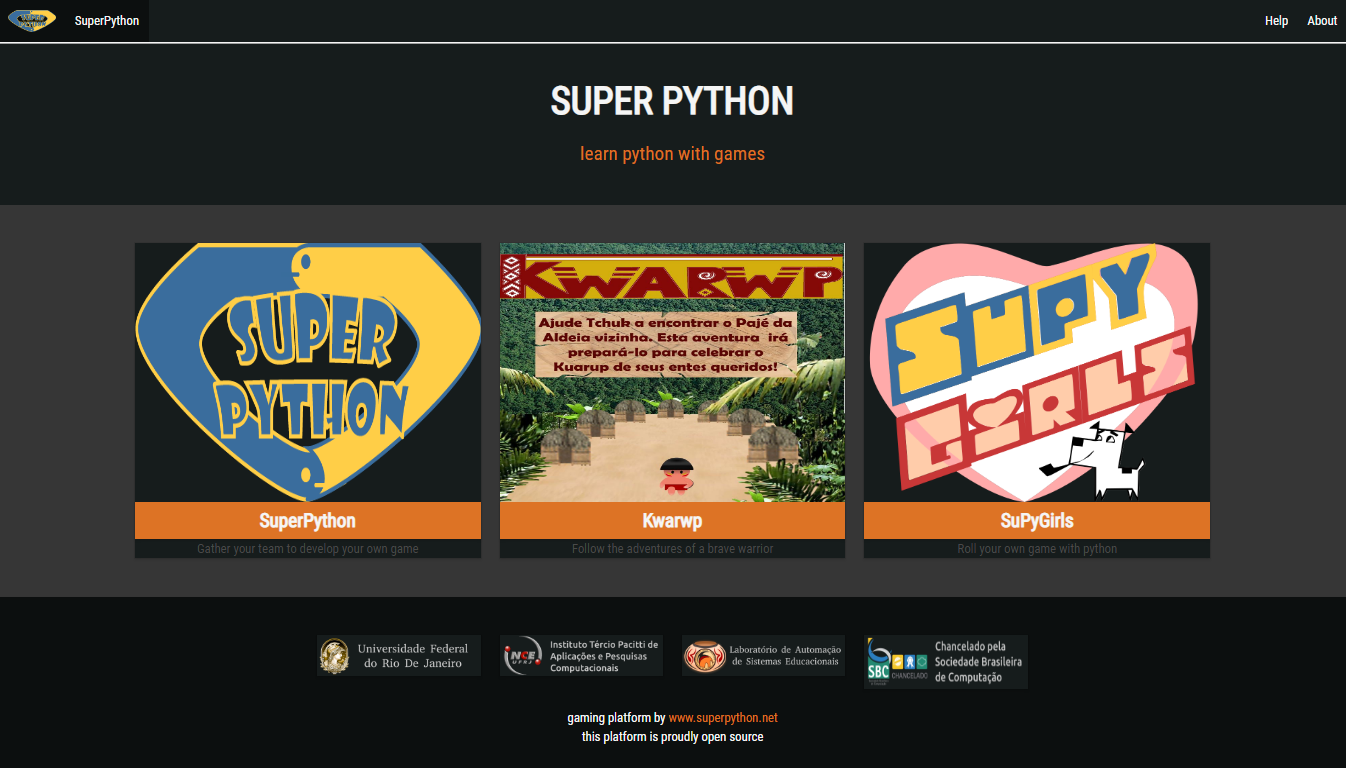 SUPER
PYTHON
SuperPython
Help
About
SUPER PYTHON
learn python with games
SUPER
PYTHON
SuperPython
Gather your team to develop your own game
KWARWP
Ajude Tchuk a encontrar o Pajé da
Aldeia vizinha. Esta aventura irá
prepará-lo para celebrar o
Kuarup de seus entes queridos!
Kwarwp
Follow the adventures of a brave warrior
SUPY
GIRLS
SuPyGirls
Roll your own game with python
Universidade Federal
do Rio De Janeiro
NCE
UFRJ
Instituto Tércio Pacitti de
Aplicações e Pesquisas
Computacionais
Laboratório de Automação
de Sistemas Educacionais
SBC
CHANCELADO
Chancelado pela
Sociedade Brasileira
de Computação
gaming platform by www.superpython.net
this platform is proudly open source